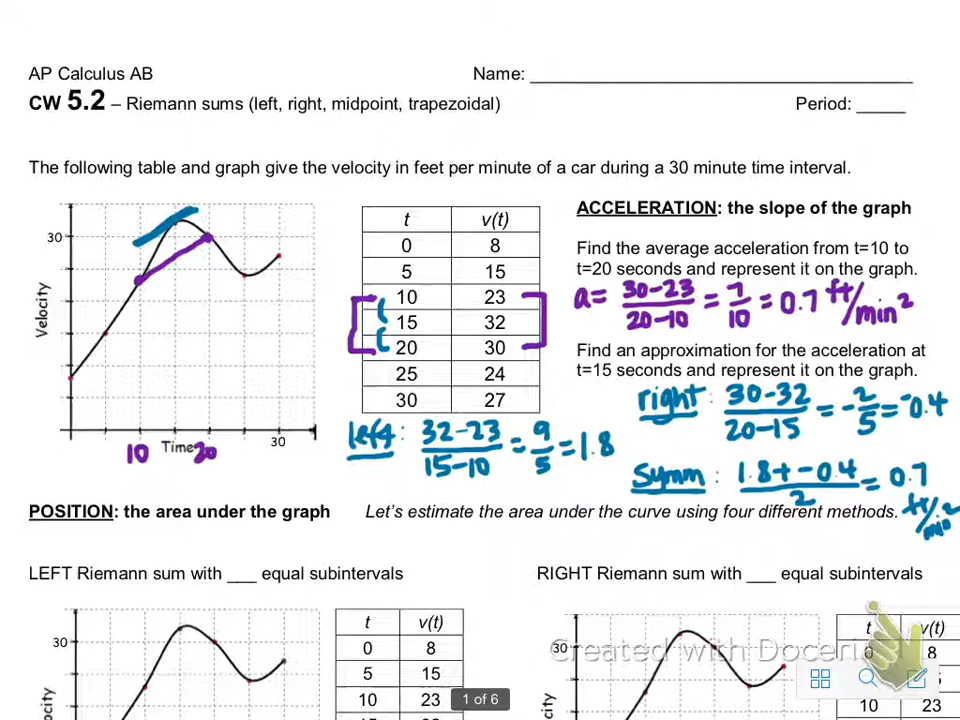 AP Calculus AB
Name: ____________________
CW 5.2 – Riemann sums (left, right, midpoint, trapezoidal)
Period: _____
The following table and graph give the velocity in feet per minute of a car during a 30 minute time interval.
30
Velocity
Time
30
10 20
t v(t)
0 8
5 15
10 23
15 32
20 30
25 24
30 27
ACCELERATION: the slope of the graph
Find the average acceleration from t=10 to
t=20 seconds and represent it on the graph.
a= 30-23/20-10 = 7/10 = 0.7 ft/min²
Find an approximation for the acceleration at
t=15 seconds and represent it on the graph.
right: 30-32/20-15 = -2/5 = -0.4
left: 32-23/15-10 = 9/5 = 1.8
Symm: 1.8+-0.4/2 = 0.7 ft/min²
POSITION: the area under the graph
Let's estimate the area under the curve using four different methods.
LEFT Riemann sum with ___ equal subintervals
30
t v(t)
0 8
5 15
10 23
RIGHT Riemann sum with ___ equal subintervals
30
t v(t)
0 8
5
10 23
Created with Doceri
1 of 6